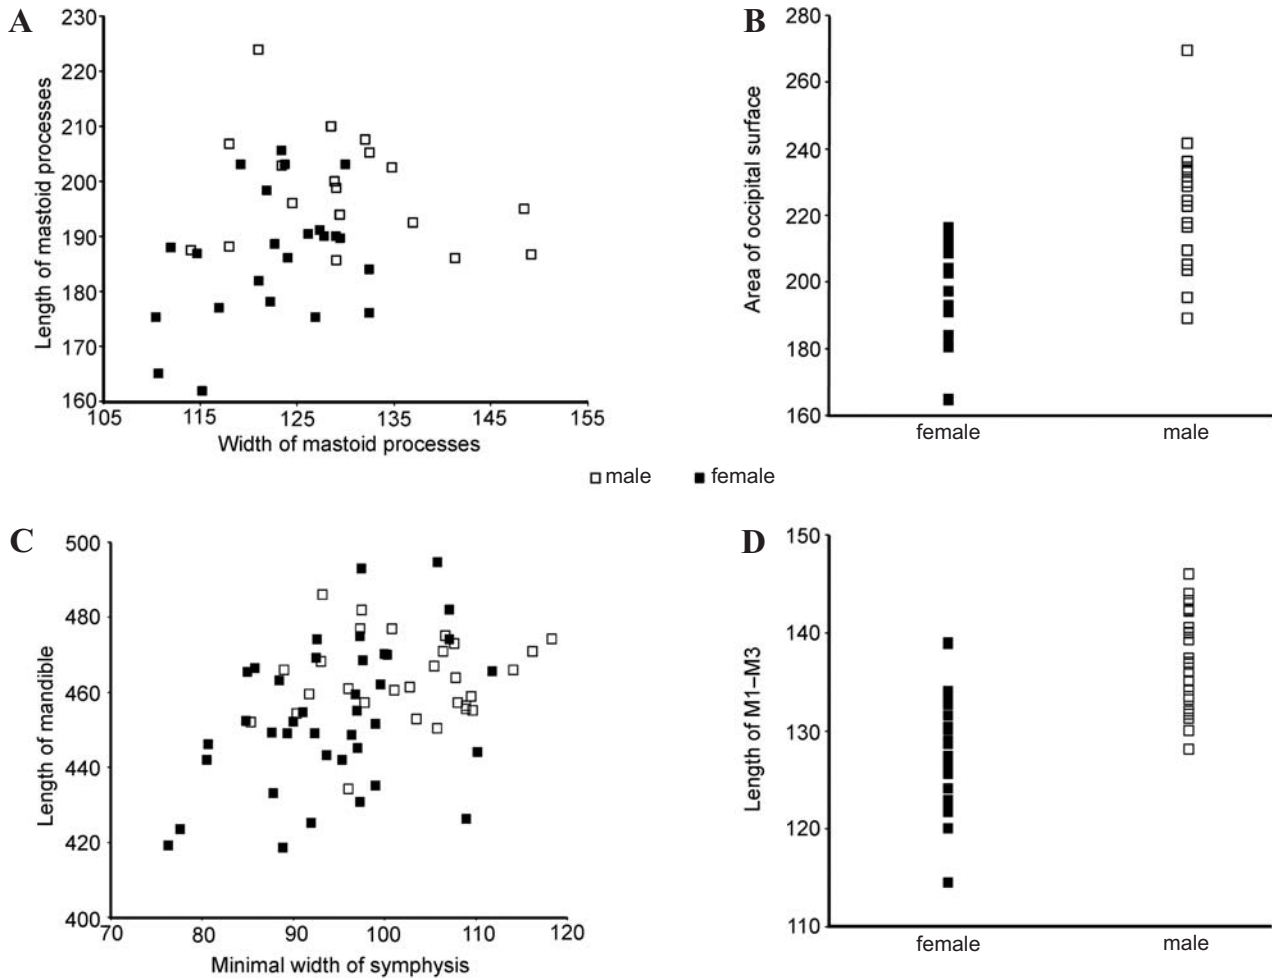 A
230
220
210
200
190
180
170
160
Length of mastoid processes
105 115 125 135 145 155
Width of mastoid processes
B
280
260
240
220
200
180
160
Area of occipital surface
female male
male female
C
500
480
460
440
420
400
Length of mandible
70 80 90 100 110 120
Minimal width of symphysis
D
150
140
130
120
110
Length of M1–M3
female male